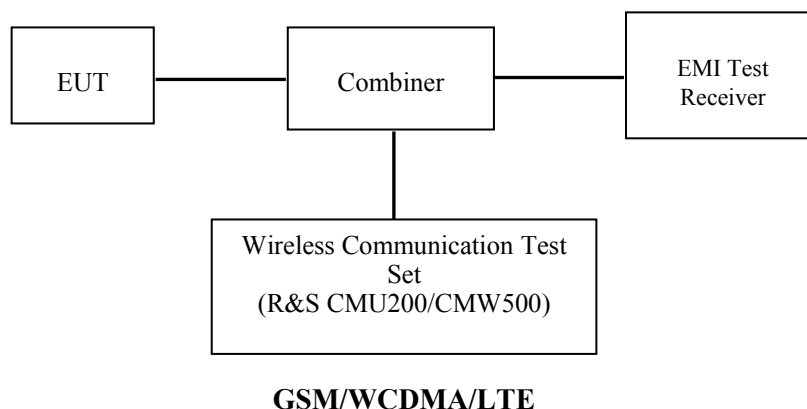 EUT
Combiner
EMI Test
Receiver
Wireless Communication Test
Set
(R&S CMU200/CMW500)
GSM/WCDMA/LTE